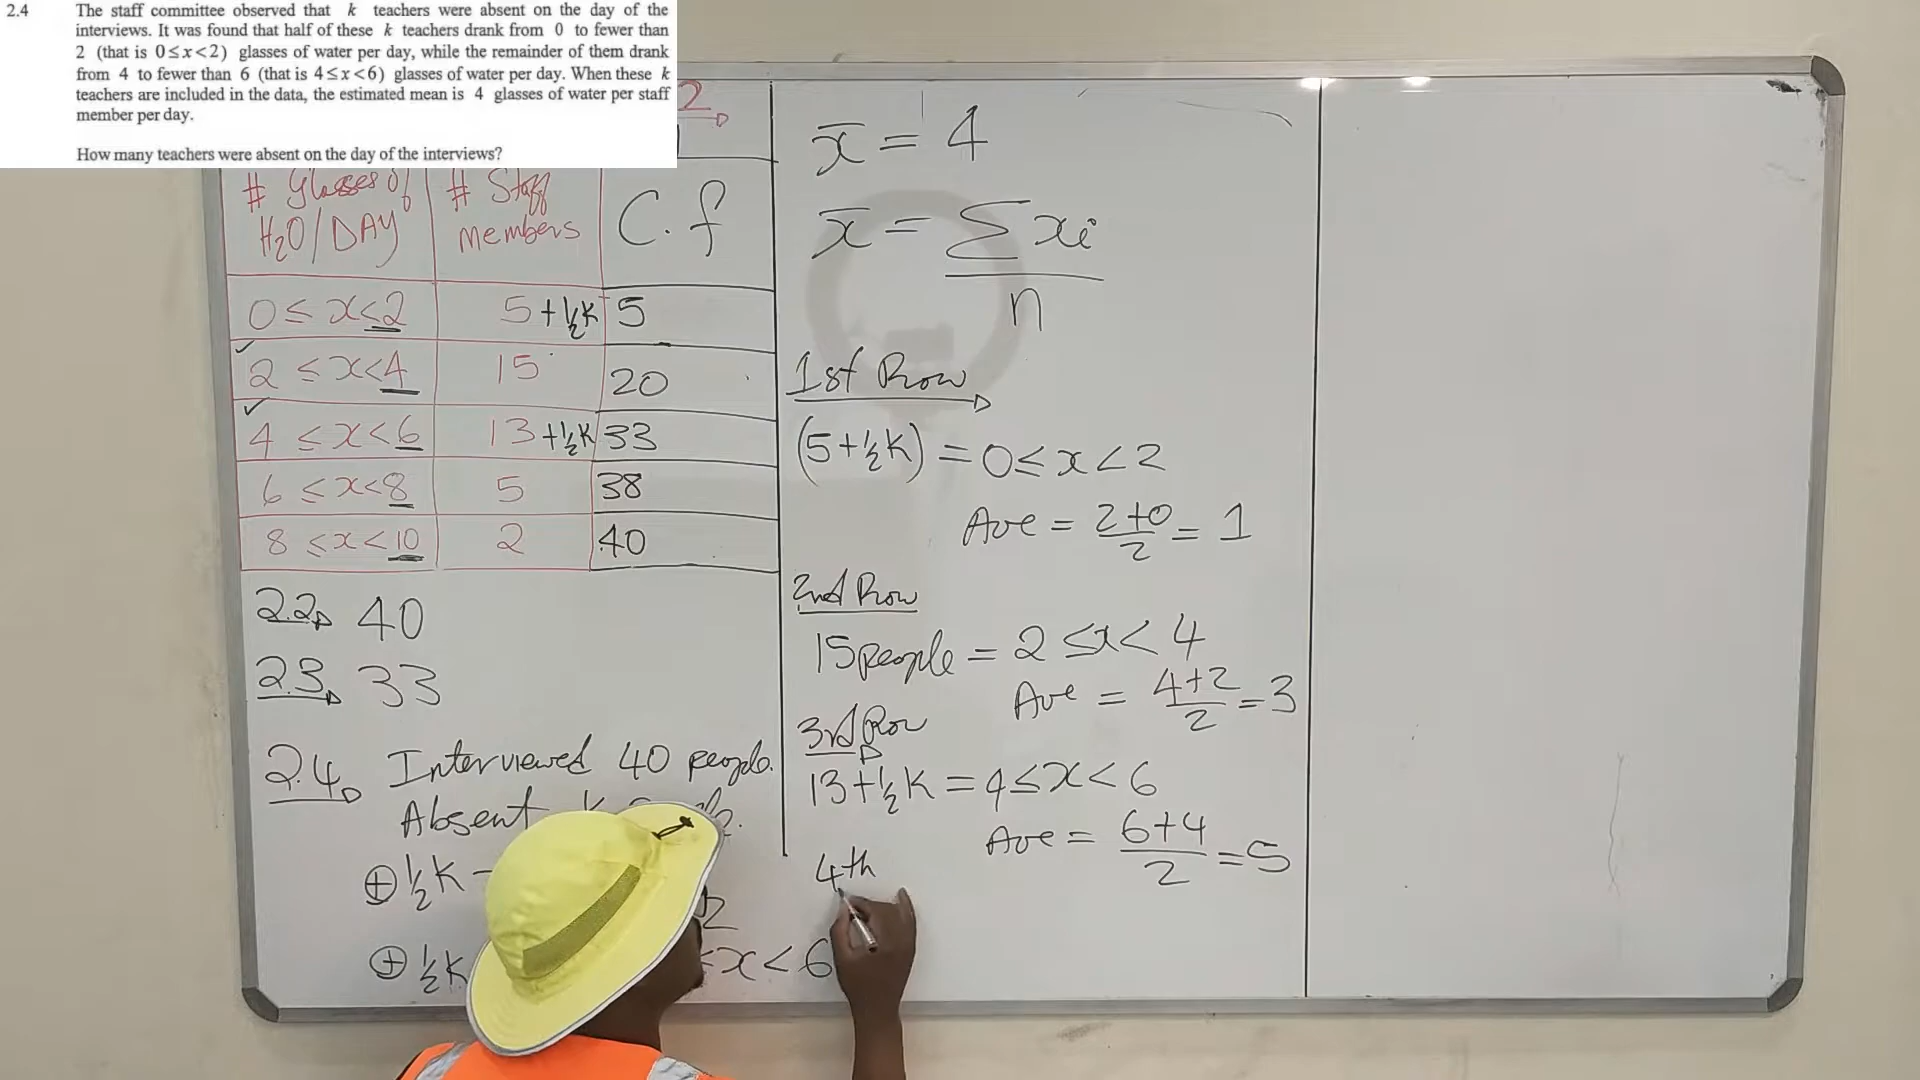 2.4 The staff committee observed that k teachers were absent on the day of the
interviews. It was found that half of these k teachers drank from 0 to fewer than
2 (that is 0≤x<2) glasses of water per day, while the remainder of them drank
from 4 to fewer than 6 (that is 4≤x<6) glasses of water per day. When these k
teachers are included in the data, the estimated mean is 4 glasses of water per staff
member per day.
How many teachers were absent on the day of the interviews?
2
# Glasses of H₂O/DAY
# Staff members
C.f
0 ≤ x<2 5+½k 5
2 ≤ x<4 15 20
4 ≤ x<6 13+½k 33
6 ≤ x<8 5 38
8 ≤ x<10 2 40
2.2 40
2.3 33
2.4 Interviewed 40 people.
Absent k
⊕ ½k
2
⊕ ½k x < 6
x̄ = 4
x̄ = Σxi / n
1st Row
(5+½k) = 0 ≤ x < 2
Ave = 2+0 / 2 = 1
2nd Row
15 people = 2 ≤ x < 4
Ave = 4+2 / 2 = 3
3rd Row
13+½k = 4 ≤ x < 6
Ave = 6+4 / 2 = 5
4th